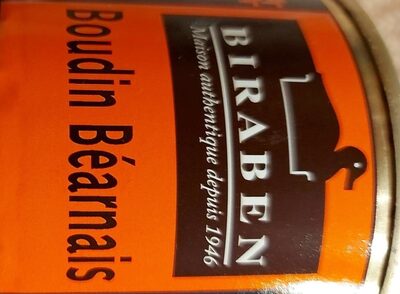 BIRABEN
Maison authentique depuis 1946
Boudin Béarnais